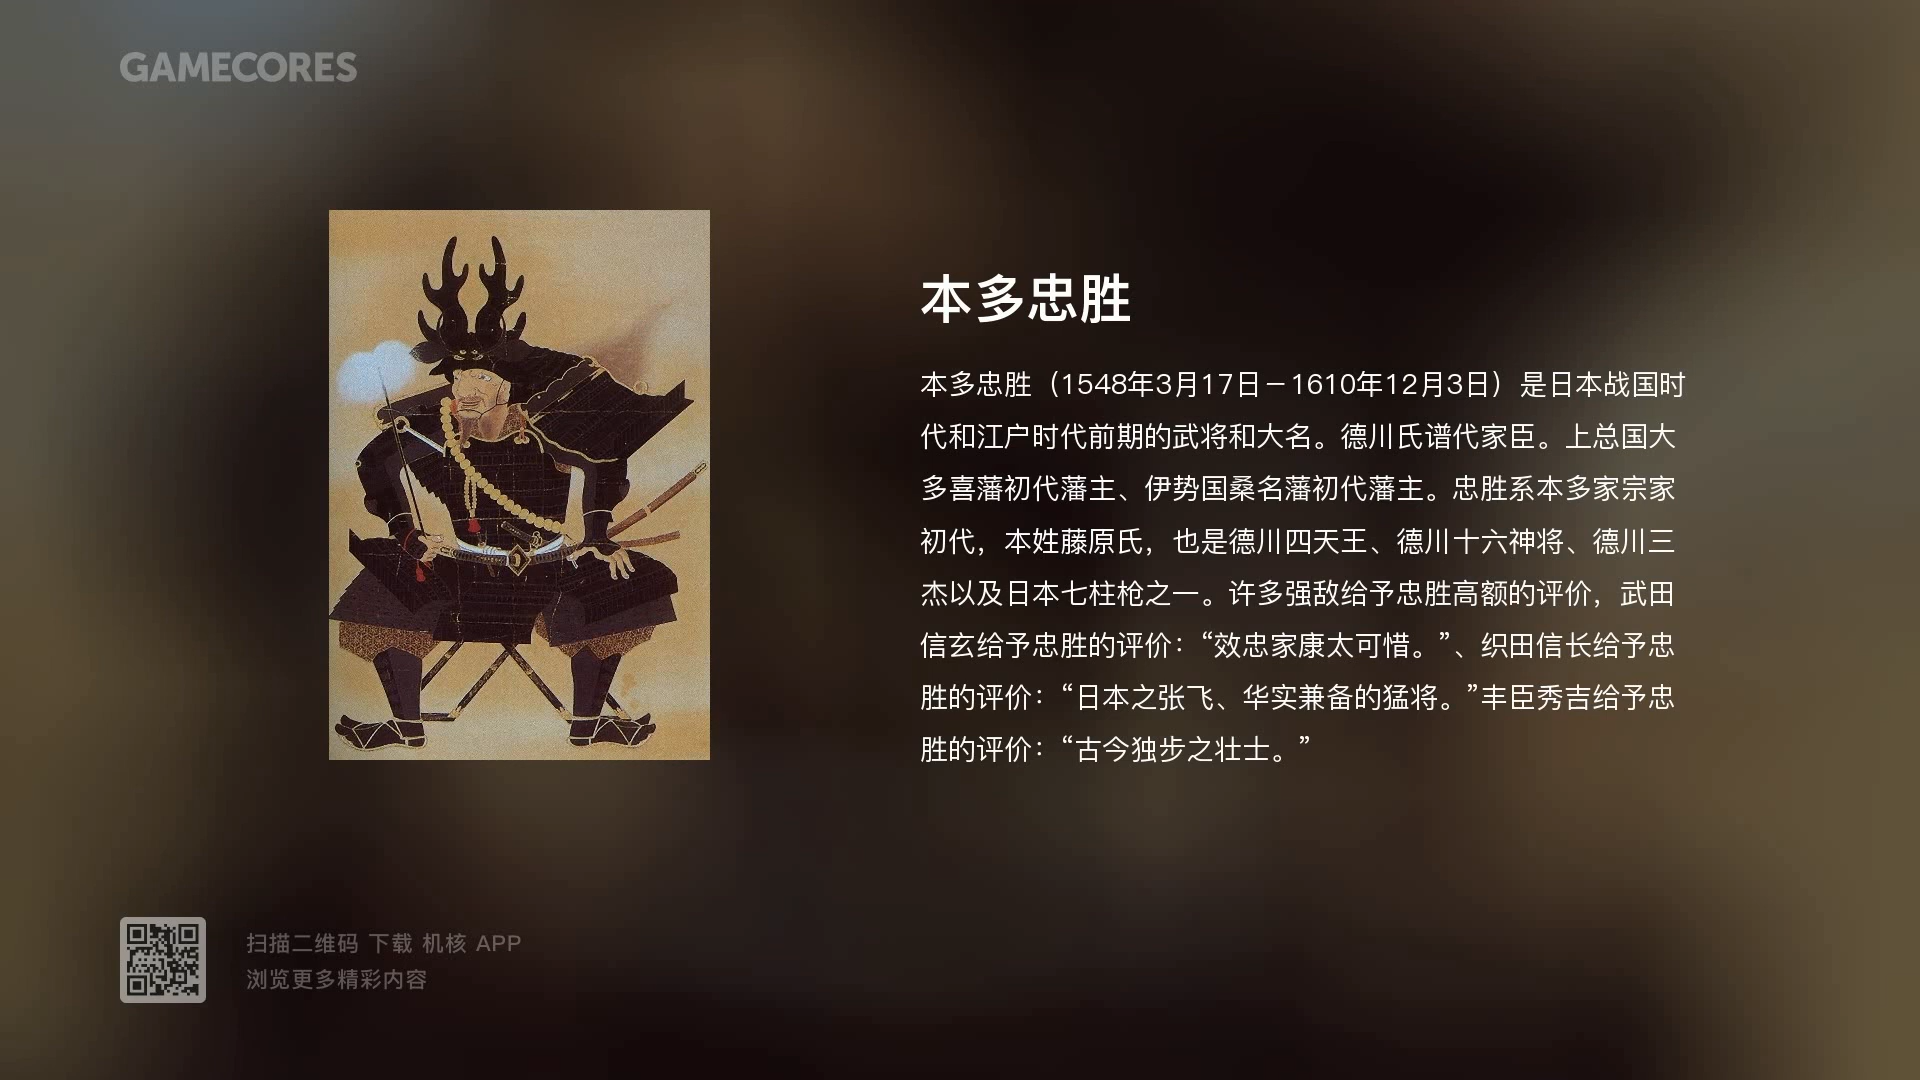 GAMECORES
本多忠胜
本多忠胜（1548年3月17日－1610年12月3日）是日本战国时
代和江户时代前期的武将和大名。德川氏谱代家臣。上总国大
多喜藩初代藩主、伊势国桑名藩初代藩主。忠胜系本多家宗家
初代，本姓藤原氏，也是德川四天王、德川十六神将、德川三
杰以及日本七柱枪之一。许多强敌给予忠胜高额的评价，武田
信玄给予忠胜的评价：“效忠家康太可惜。”、织田信长给予忠
胜的评价：“日本之张飞、华实兼备的猛将。”丰臣秀吉给予忠
胜的评价：“古今独步之壮士。”
扫描二维码 下载 机核 APP
浏览更多精彩内容